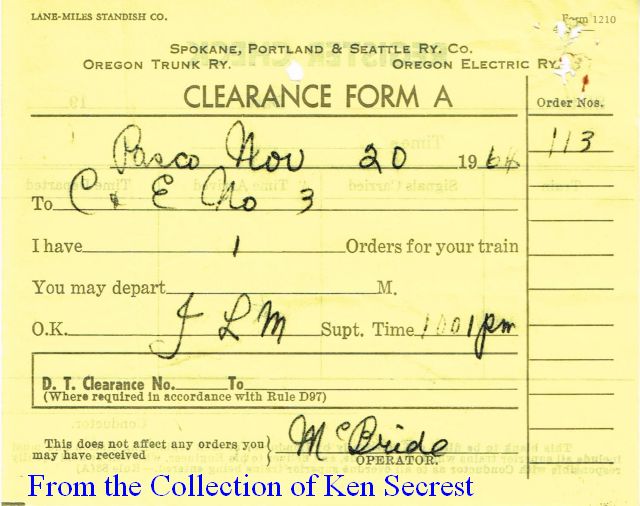 LANE-MILES STANDISH CO. Form 1210
SPOKANE, PORTLAND & SEATTLE RY. CO.
OREGON TRUNK RY. OREGON ELECTRIC RY.
CLEARANCE FORM A
Order Nos.
113
Pasco Nov 20 1964
To C & E No 3
I have 1 Orders for your train
You may depart M.
O.K. J L M Supt. Time 1001 pm
D. T. Clearance No. To
(Where required in accordance with Rule D97)
This does not affect any orders you
may have received
McBride
OPERATOR.
From the Collection of Ken Secrest